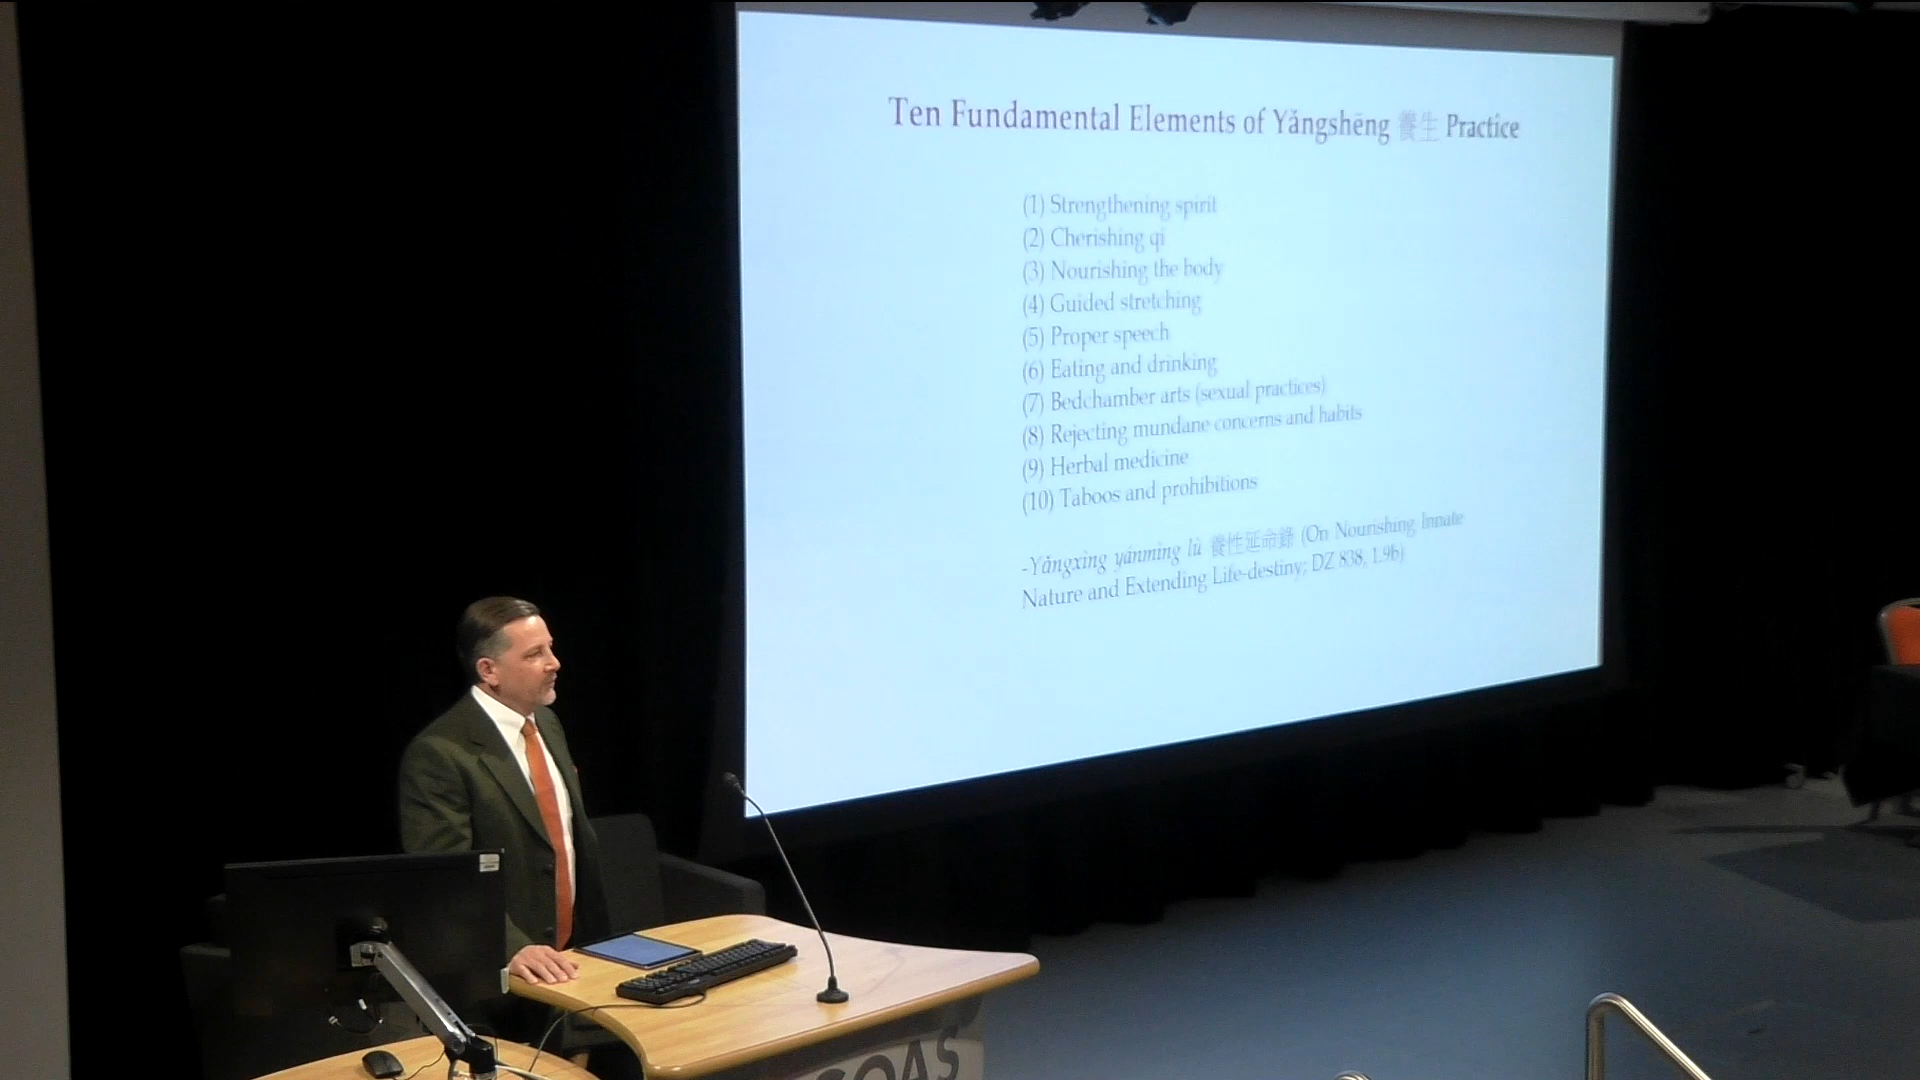 Ten Fundamental Elements of Yǎngshēng 養生 Practice
(1) Strengthening spirit
(2) Cherishing qi
(3) Nourishing the body
(4) Guided stretching
(5) Proper speech
(6) Eating and drinking
(7) Bedchamber arts (sexual practices)
(8) Rejecting mundane concerns and habits
(9) Herbal medicine
(10) Taboos and prohibitions
-Yǎngxìng yánmìng lù 養性延命錄 (On Nourishing Innate
Nature and Extending Life-destiny; DZ 838, 1.9b)
SOAS